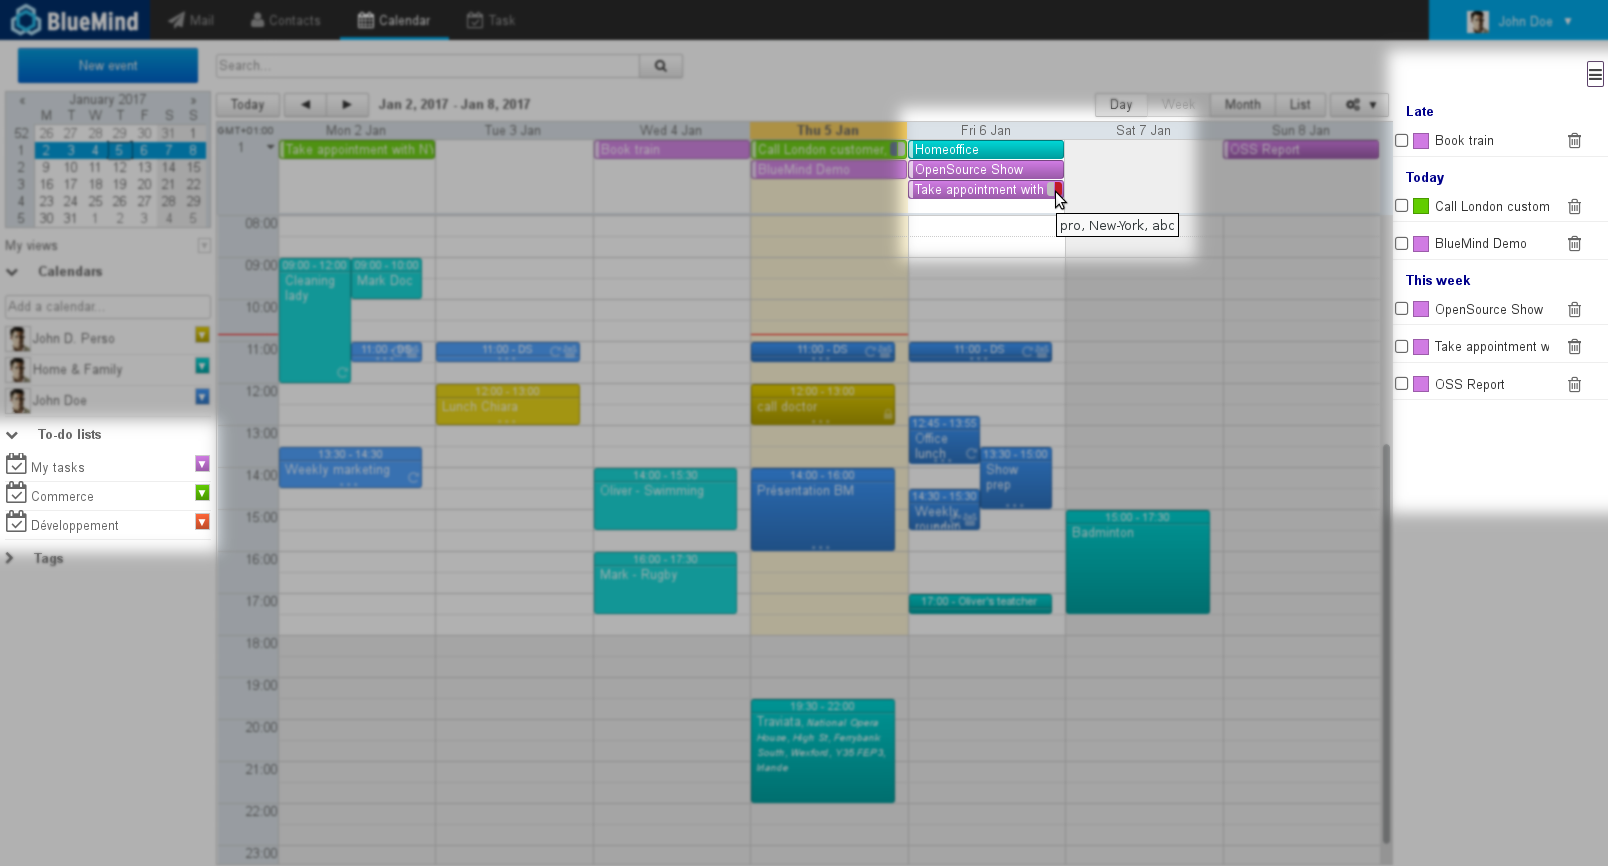 BlueMind
Mail
Contacts
Calendar
Task
John Doe
New event
Search...
January 2017
M T W T F S S
52 26 27 28 29 30 31 1
1 2 3 4 5 6 7 8
2 9 10 11 12 13 14 15
3 16 17 18 19 20 21 22
4 23 24 25 26 27 28 29
5 30 31 1 2 3 4 5
My views
Calendars
Add a calendar...
John D. Perso
Home & Family
John Doe
To-do lists
My tasks
Commerce
Développement
Tags
Today
Jan 2, 2017 - Jan 8, 2017
Day
Week
Month
List
GMT+01:00
Mon 2 Jan
Tue 3 Jan
Wed 4 Jan
Thu 5 Jan
Fri 6 Jan
Sat 7 Jan
Sun 8 Jan
1
Take appointment with NY
Book train
Call London customer,
Homeoffice
OSS Report
BlueMind Demo
OpenSource Show
Take appointment with
pro, New-York, abc
08:00
09:00
10:00
11:00
12:00
13:00
14:00
15:00
16:00
17:00
18:00
19:00
20:00
21:00
22:00
23:00
09:00 - 12:00
Cleaning
lady
09:00 - 10:00
Mark Doc
11:00 - DS
13:30 - 14:30
Weekly marketing
11:00 - DS
12:00 - 13:00
Lunch Chiara
14:00 - 15:30
Oliver - Swimming
16:00 - 17:30
Mark - Rugby
11:00 - DS
12:00 - 13:00
call doctor
14:00 - 16:00
Présentation BM
19:30 - 22:00
Traviata, National Opera
House, High St, Ferrybank
South, Wexford, Y35 FEP3,
11:00 - DS
12:45 - 13:55
Office
lunch
13:30 - 15:00
Show
prep
14:30 - 15:30
Weekly
roundup
17:00 - Oliver's teatcher
15:00 - 17:30
Badminton
Late
Book train
Today
Call London custom
BlueMind Demo
This week
OpenSource Show
Take appointment w
OSS Report